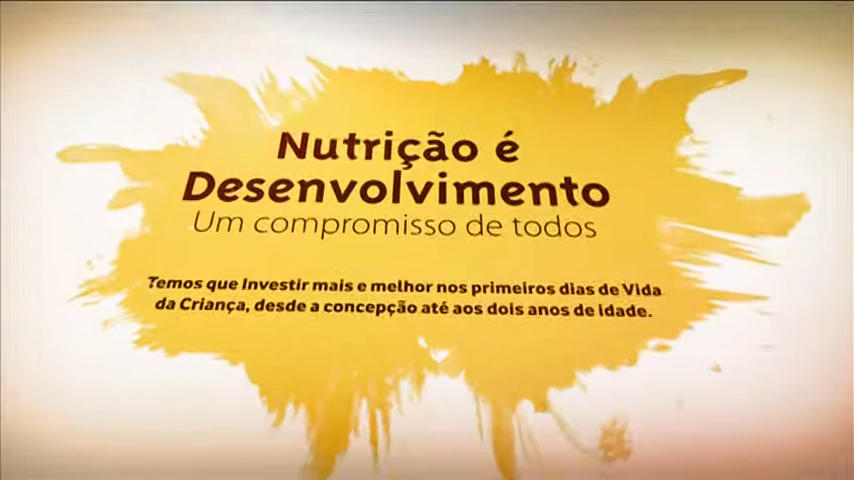 Nutrição é
Desenvolvimento
Um compromisso de todos
Temos que Investir mais e melhor nos primeiros dias de Vida
da Criança, desde a concepção até aos dois anos de idade.